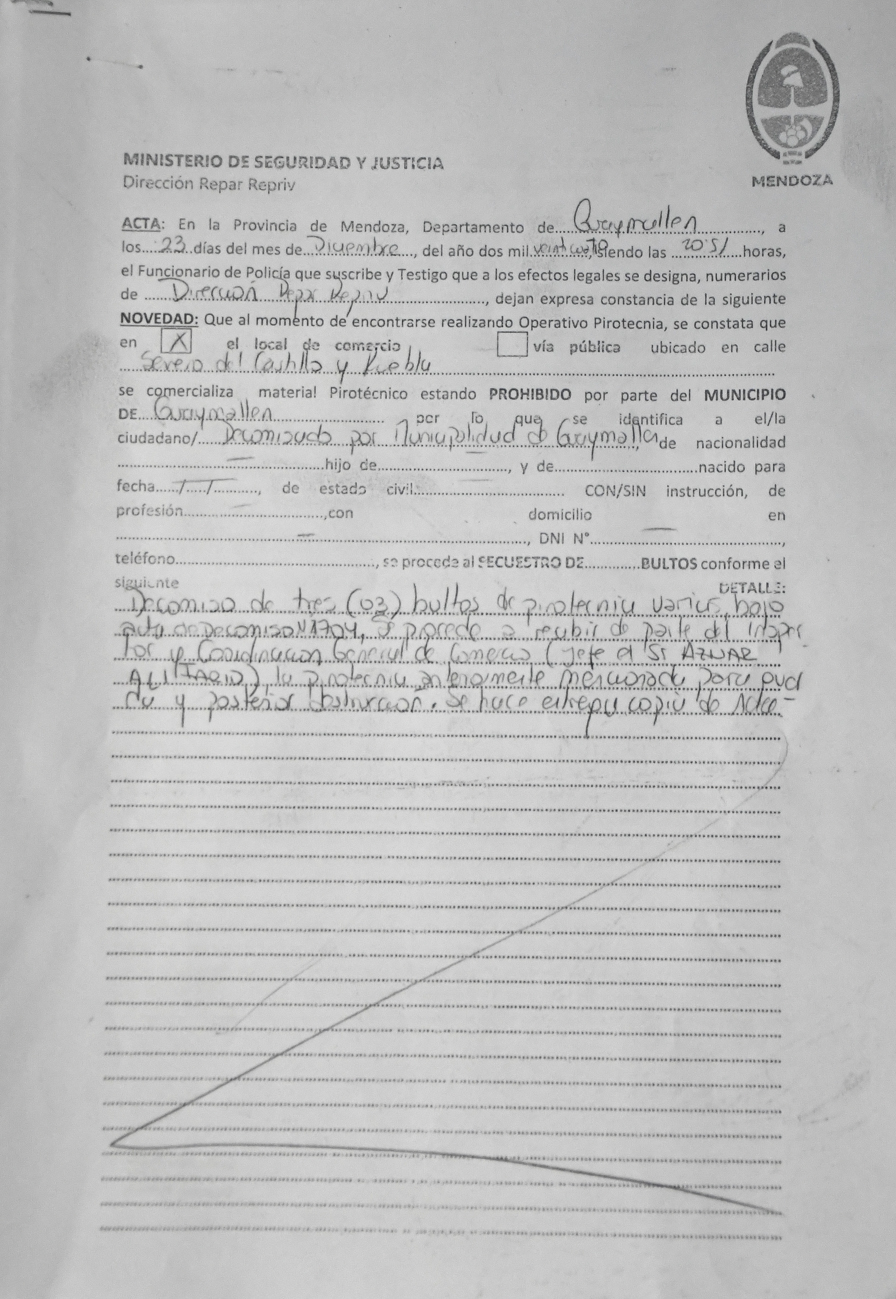 MENDOZA
MINISTERIO DE SEGURIDAD Y JUSTICIA
Dirección Repar Repriv
ACTA: En la Provincia de Mendoza, Departamento de Guaymallen, a
los 23 días del mes de Diciembre, del año dos mil siendo las 20:51 horas,
el Funcionario de Policía que suscribe y Testigo que a los efectos legales se designa, numerarios
de Dirección Repar Repriv, dejan expresa constancia de la siguiente
NOVEDAD: Que al momento de encontrarse realizando Operativo Pirotecnia, se constata que
en X el local de comercio vía pública ubicado en calle
Severo del Castillo y Puebla
se comercializa material Pirotécnico estando PROHIBIDO por parte del MUNICIPIO
DE Guaymallen por lo que se identifica a el/la
ciudadano/ Decomisado por Municipalidad de Guaymallen, de nacionalidad
hijo de, y de nacido para
fecha / /, de estado civil: CON/SIN instrucción, de
profesión, con domicilio en
, DNI N°,
teléfono, se procede al SECUESTRO DE BULTOS conforme el
siguiente DETALLE:
Decomiso de tres (03) bultos de pirotecnia varios, bajo
acta de Decomiso N1704, se procede a recibir de parte del Inspec
tor y Coordinacion General de Comercio (Jefe el Sr AZNAR
), la pirotecnia anteriormente mencionada para guar
da y posterior destruccion. Se hace entrega copia de Acta.-